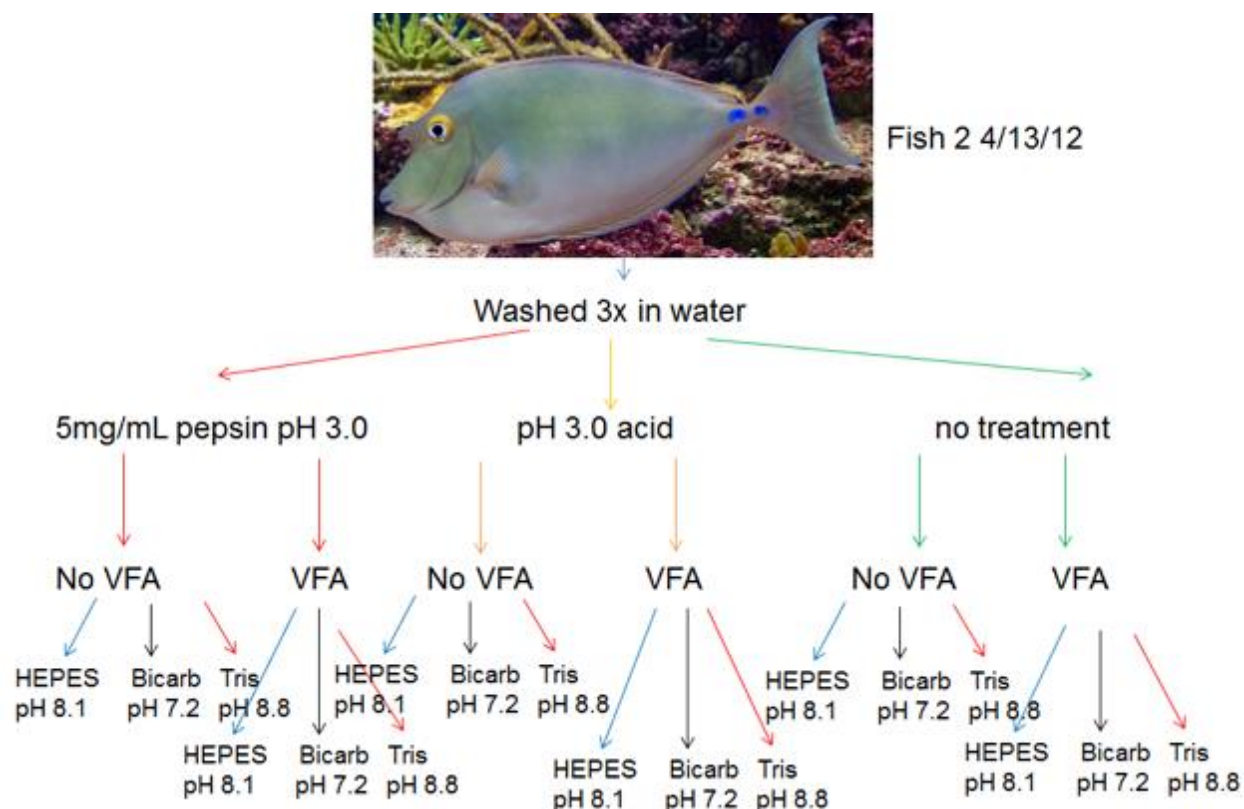 Fish 2 4/13/12
Washed 3x in water
5mg/mL pepsin pH 3.0
pH 3.0 acid
no treatment
No VFA
VFA
No VFA
VFA
No VFA
VFA
HEPES
pH 8.1
Bicarb
pH 7.2
Tris
pH 8.8
HEPES
pH 8.1
Bicarb
pH 7.2
Tris
pH 8.8
HEPES
pH 8.1
Bicarb
pH 7.2
Tris
pH 8.8
HEPES
pH 8.1
Bicarb
pH 7.2
Tris
pH 8.8
HEPES
pH 8.1
Bicarb
pH 7.2
Tris
pH 8.8
HEPES
pH 8.1
Bicarb
pH 7.2
Tris
pH 8.8